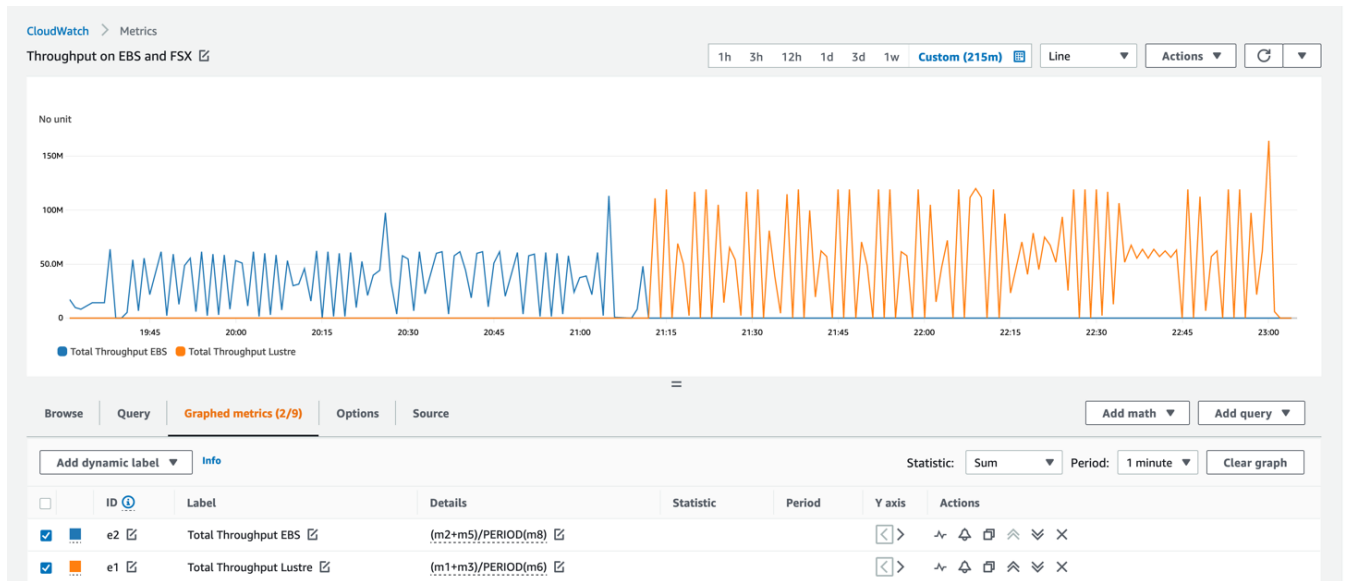 CloudWatch > Metrics
Throughput on EBS and FSX
1h 3h 12h 1d 3d 1w Custom (215m) Line Actions
No unit
150M
100M
50.0M
0
19:45 20:00 20:15 20:30 20:45 21:00 21:15 21:30 21:45 22:00 22:15 22:30 22:45 23:00
Total Throughput EBS Total Throughput Lustre
Browse Query Graphed metrics (2/9) Options Source Add math Add query
Add dynamic label Info Statistic: Sum Period: 1 minute Clear graph
ID Label Details Statistic Period Y axis Actions
e2 Total Throughput EBS (m2+m5)/PERIOD(m8)
e1 Total Throughput Lustre (m1+m3)/PERIOD(m6)